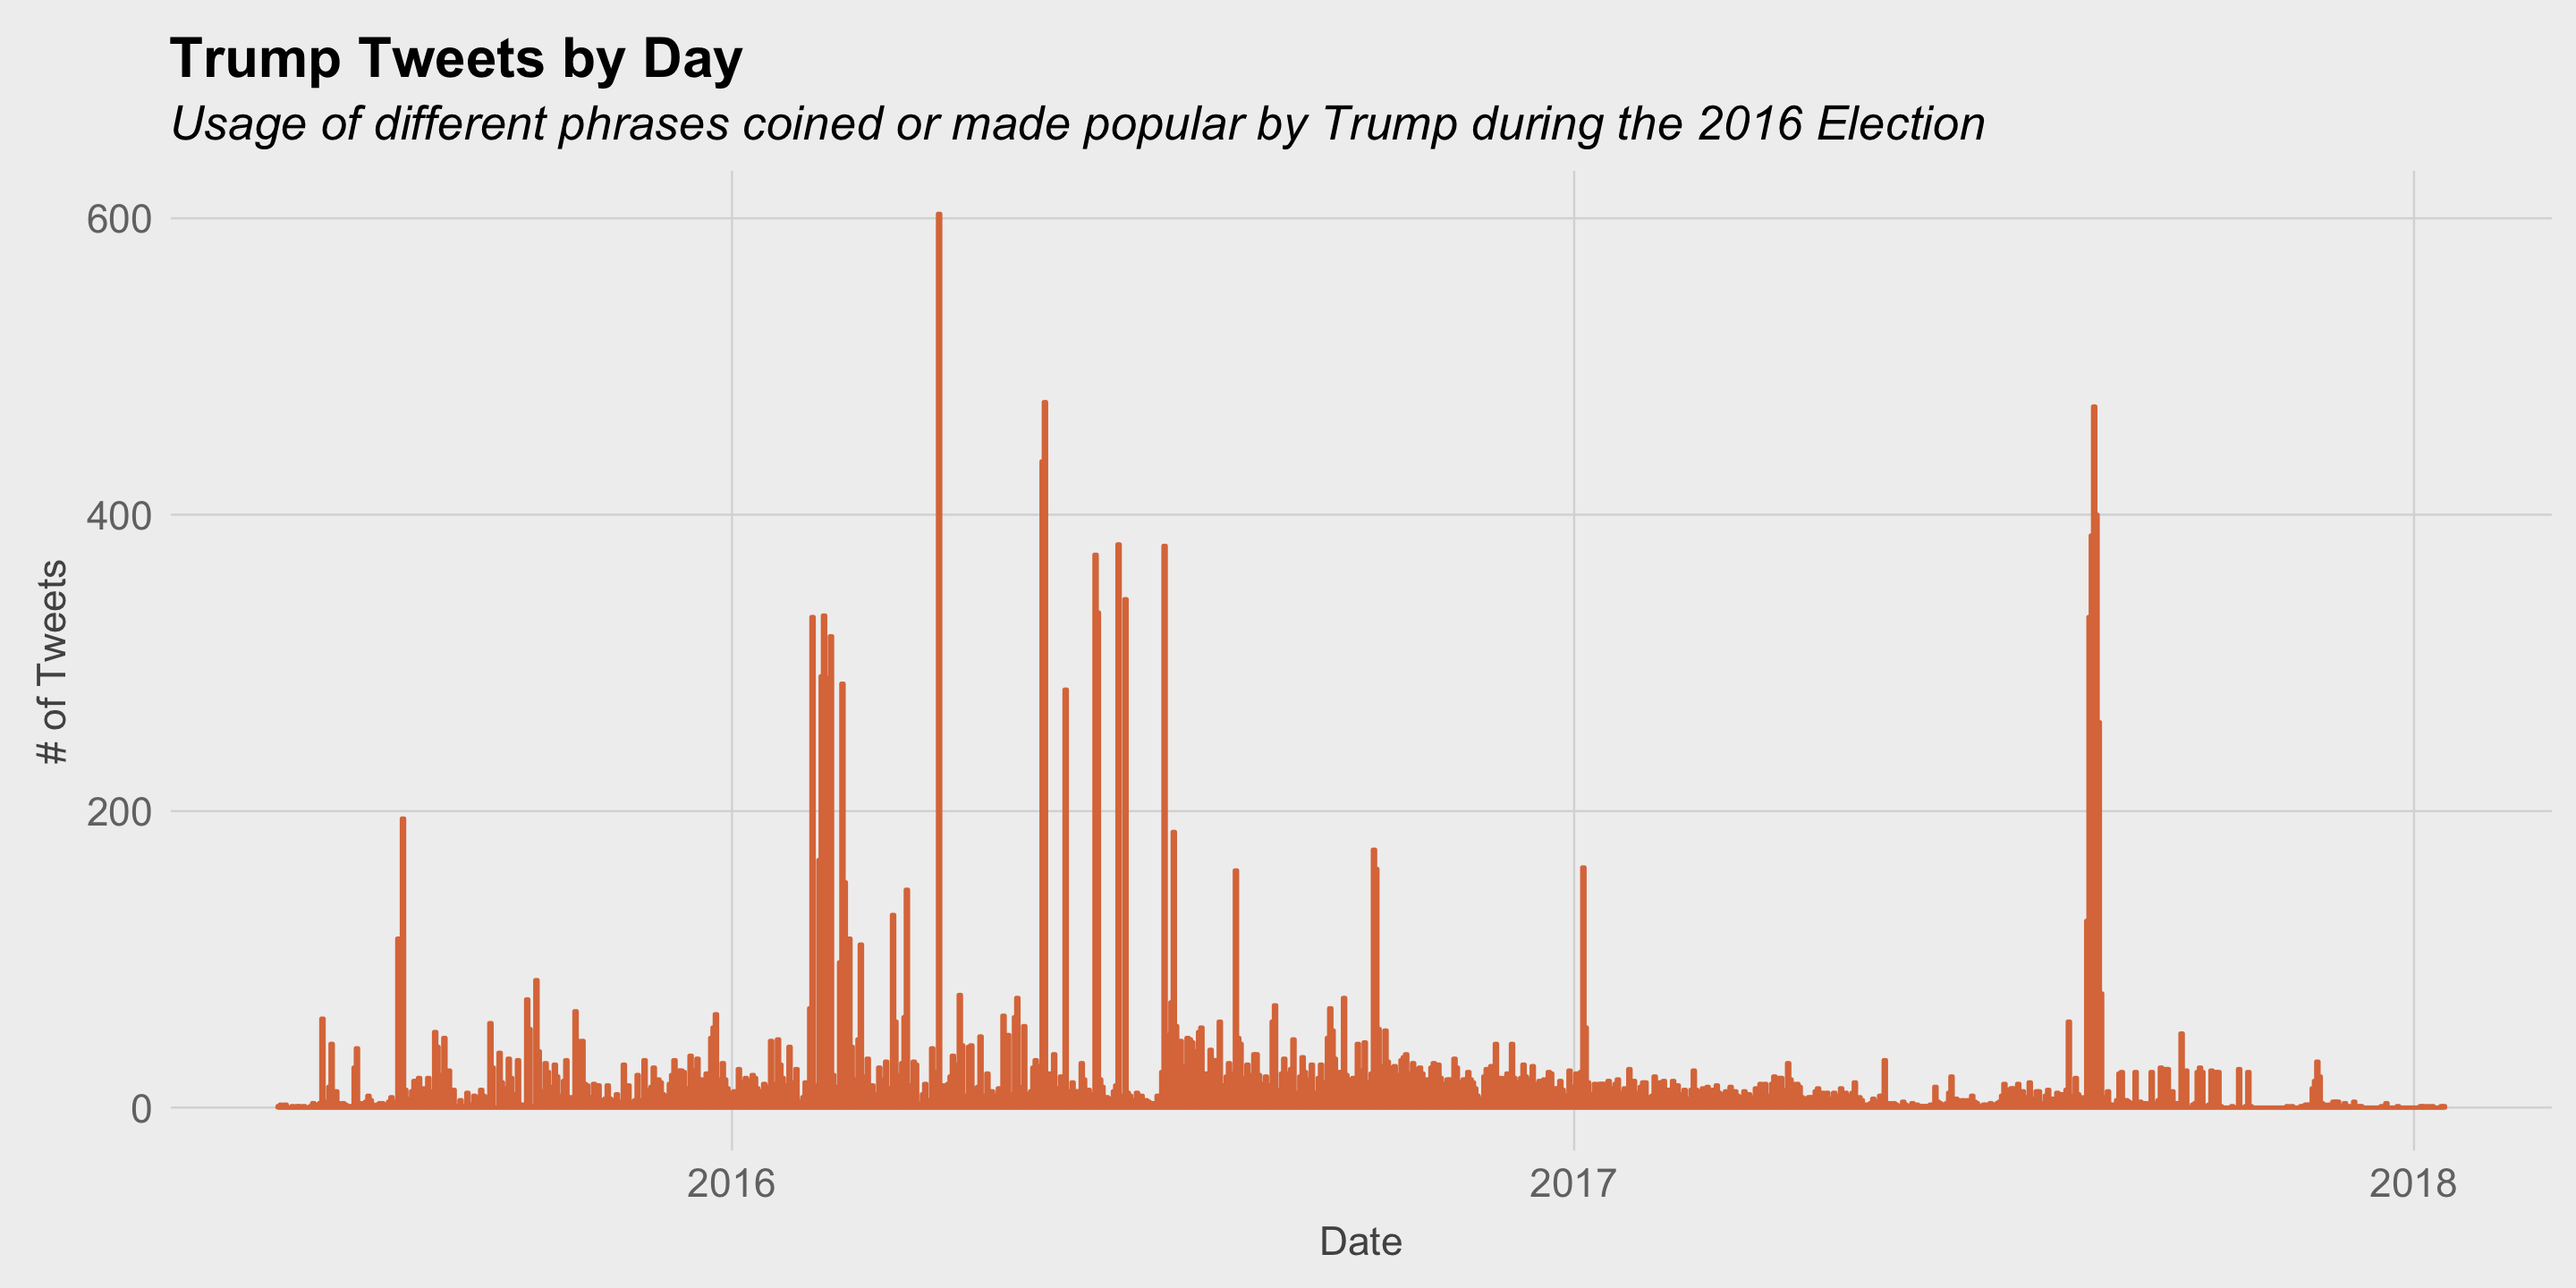 Trump Tweets by Day
Usage of different phrases coined or made popular by Trump during the 2016 Election
600
400
200
0
# of Tweets
2016
2017
2018
Date